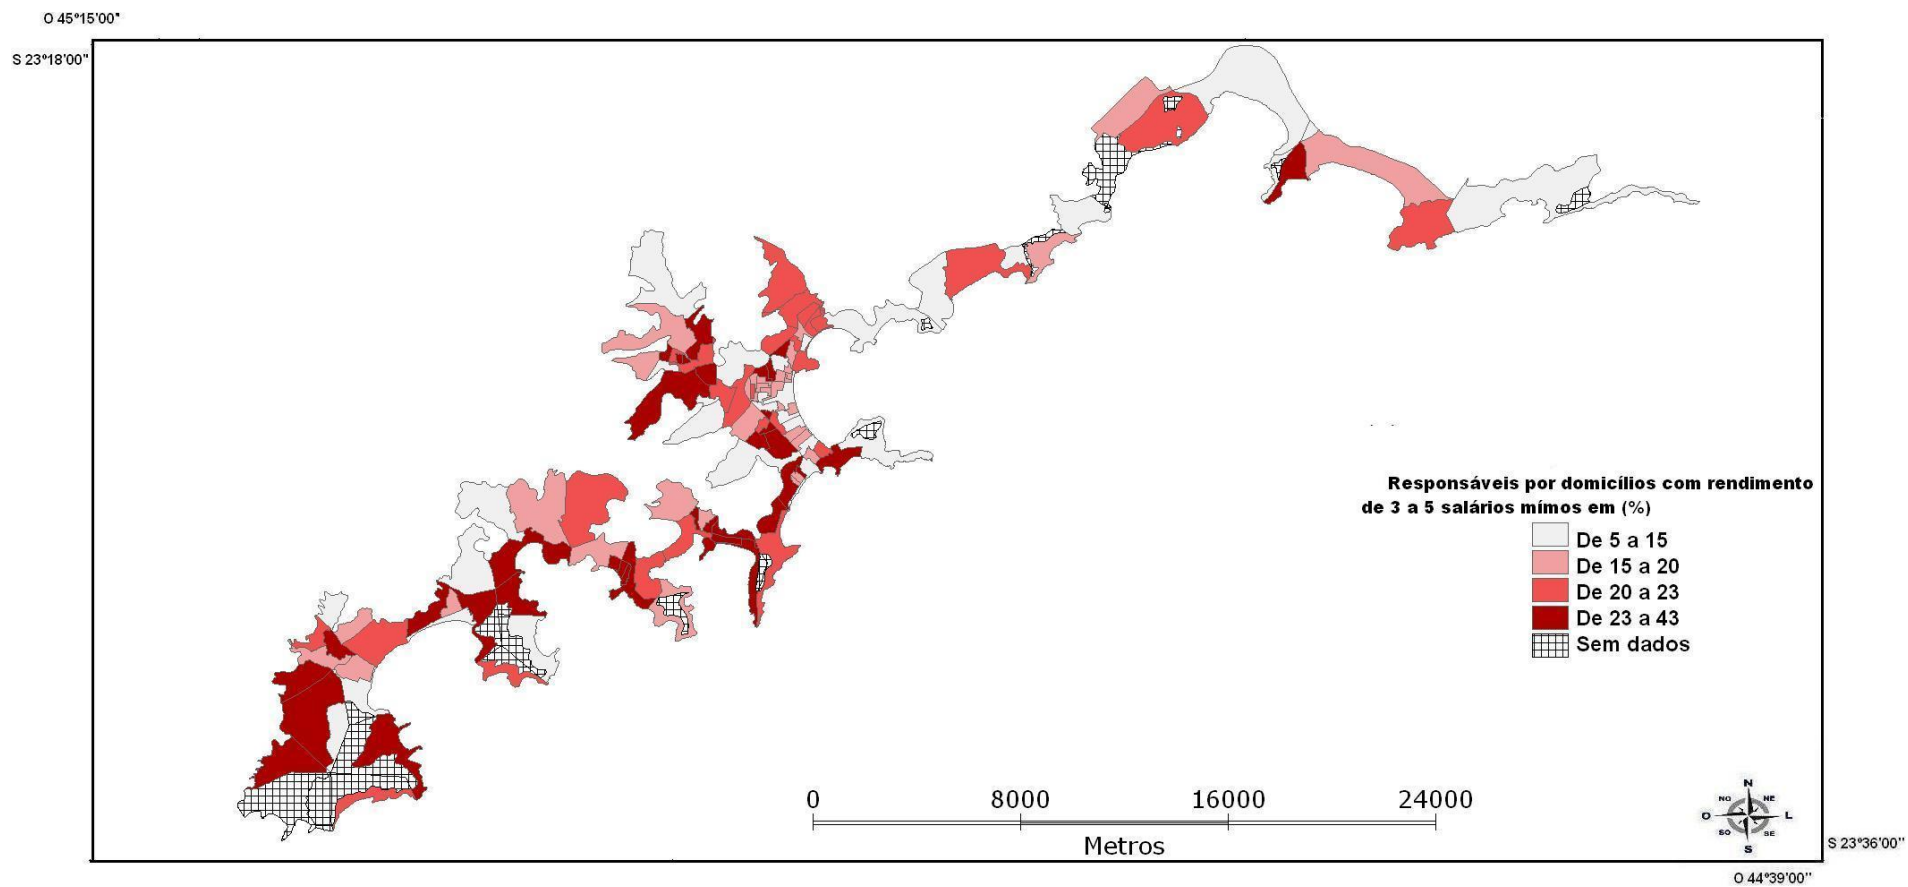 O 45°15'00"
S 23°18'00"
Responsáveis por domicílios com rendimento
de 3 a 5 salários mímos em (%)
De 5 a 15
De 15 a 20
De 20 a 23
De 23 a 43
Sem dados
0 8000 16000 24000
Metros
N
NO NE
O L
SO SE
S
S 23°36'00"
O 44°39'00"